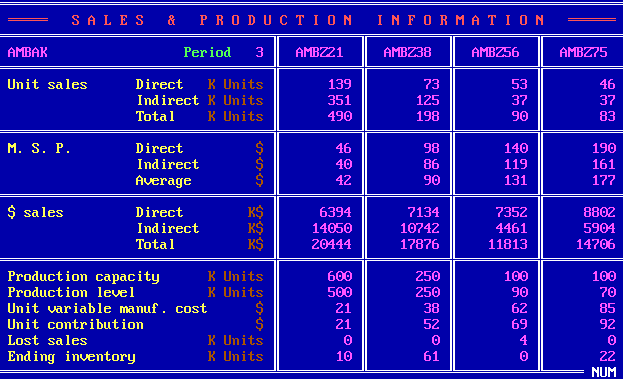 SALES & PRODUCTION INFORMATION
AMBAK Period 3 AMBZ21 AMBZ38 AMBZ56 AMBZ75
Unit sales Direct K Units 139 73 53 46
Indirect K Units 351 125 37 37
Total K Units 490 198 90 83
M. S. P. Direct $ 46 98 140 190
Indirect $ 40 86 119 161
Average $ 42 90 131 177
$ sales Direct K$ 6394 7134 7352 8802
Indirect K$ 14050 10742 4461 5904
Total K$ 20444 17876 11813 14706
Production capacity K Units 600 250 100 100
Production level K Units 500 250 90 70
Unit variable manuf. cost $ 21 38 62 85
Unit contribution $ 21 52 69 92
Lost sales K Units 0 0 4 0
Ending inventory K Units 10 61 0 22
NUM